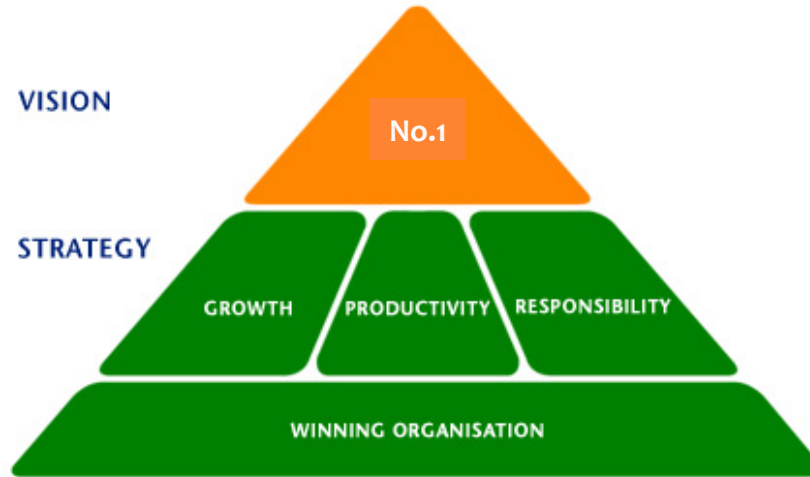 VISION
No.1
STRATEGY
GROWTH
PRODUCTIVITY
RESPONSIBILITY
WINNING ORGANISATION